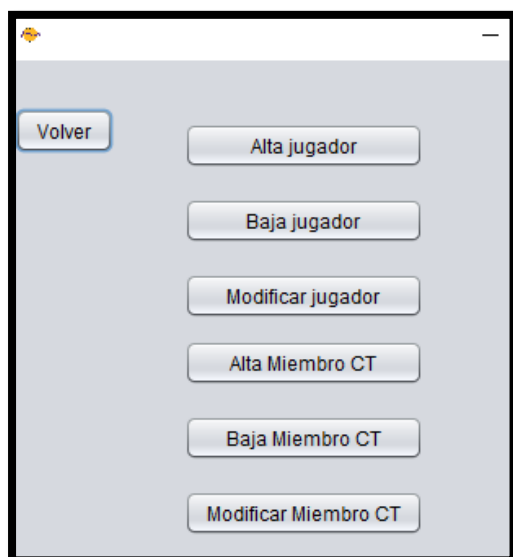 Volver
Alta jugador
Baja jugador
Modificar jugador
Alta Miembro CT
Baja Miembro CT
Modificar Miembro CT